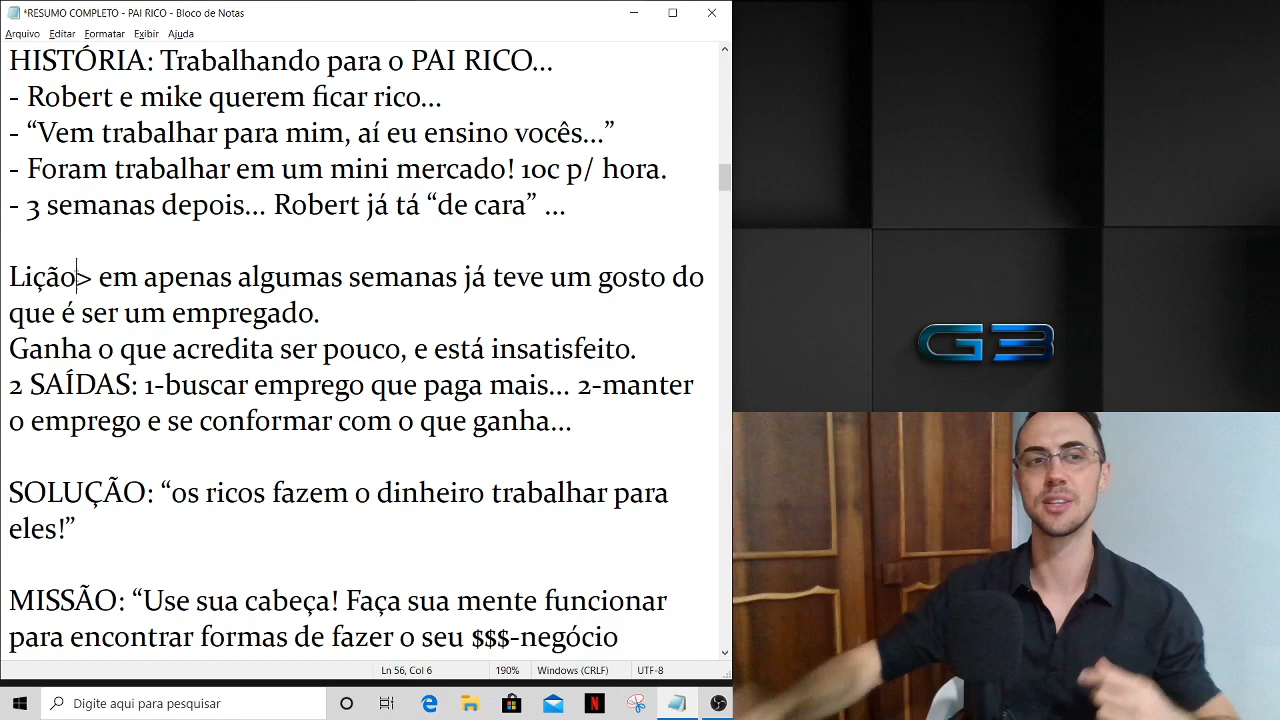 *RESUMO COMPLETO - PAI RICO - Bloco de Notas
Arquivo Editar Formatar Exibir Ajuda
HISTÓRIA: Trabalhando para o PAI RICO...
- Robert e mike querem ficar rico...
- “Vem trabalhar para mim, aí eu ensino vocês...”
- Foram trabalhar em um mini mercado! 10c p/ hora.
- 3 semanas depois... Robert já tá “de cara” ...
Lição> em apenas algumas semanas já teve um gosto do
que é ser um empregado.
Ganha o que acredita ser pouco, e está insatisfeito.
2 SAÍDAS: 1-buscar emprego que paga mais... 2-manter
o emprego e se conformar com o que ganha...
SOLUÇÃO: “os ricos fazem o dinheiro trabalhar para
eles!”
MISSÃO: “Use sua cabeça! Faça sua mente funcionar
para encontrar formas de fazer o seu $$$-negócio
Ln 56, Col 6 190% Windows (CRLF) UTF-8
Digite aqui para pesquisar
N
G3